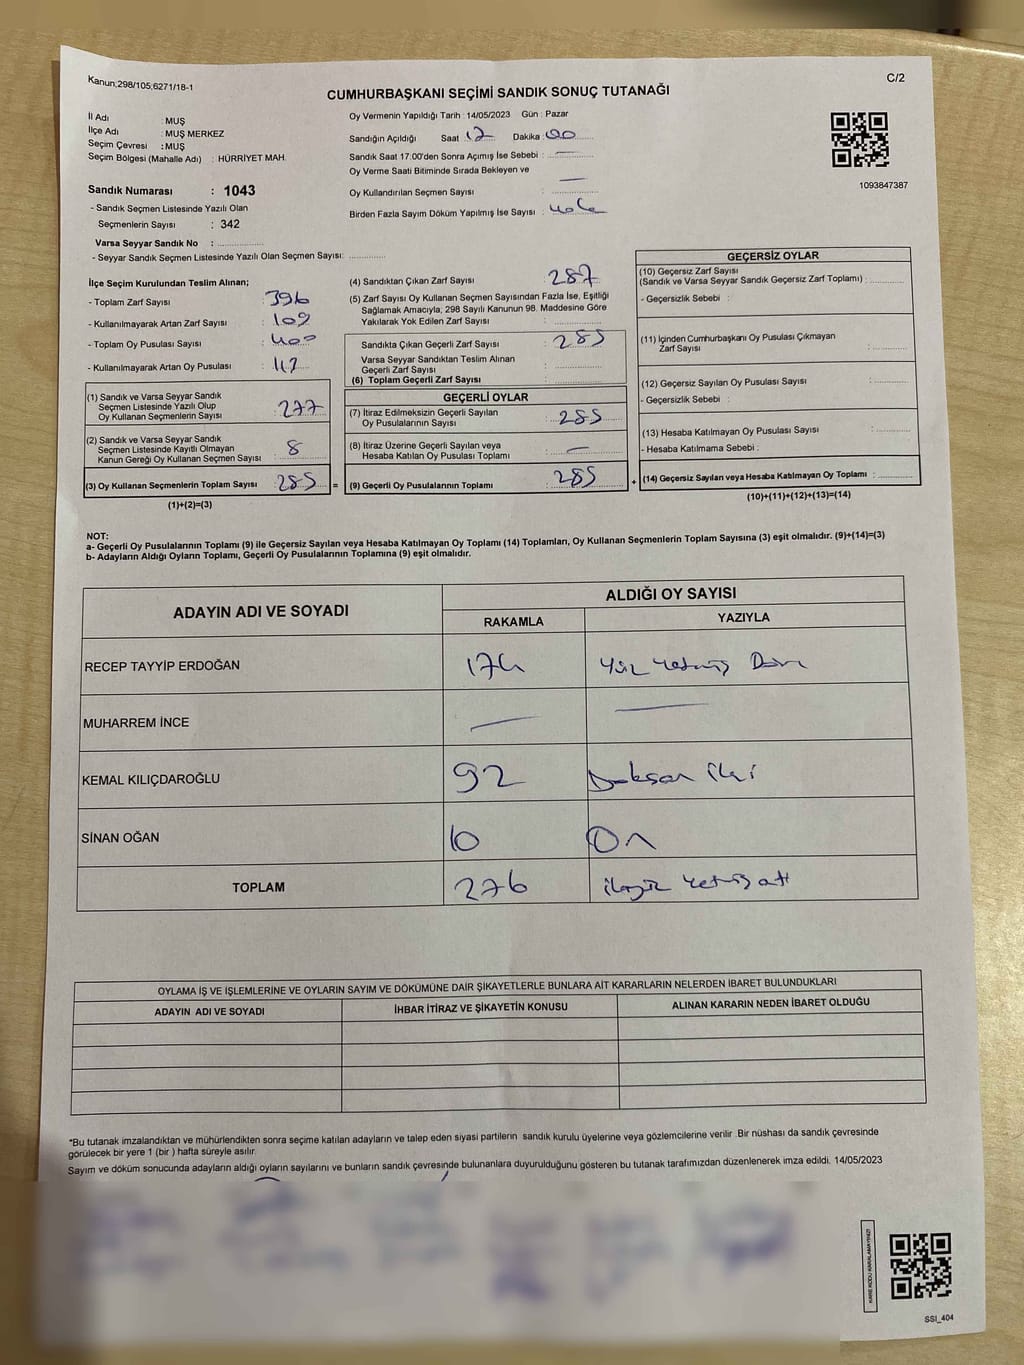 Kanun;298/105;6271/18-1
C/2
CUMHURBAŞKANI SEÇİMİ SANDIK SONUÇ TUTANAĞI
İl Adı : MUŞ
İlçe Adı : MUŞ MERKEZ
Seçim Çevresi : MUŞ
Seçim Bölgesi (Mahalle Adı) : HÜRRİYET MAH.
Sandık Numarası : 1043
- Sandık Seçmen Listesinde Yazılı Olan
Seçmenlerin Sayısı : 342
Varsa Seyyar Sandık No :
- Seyyar Sandık Seçmen Listesinde Yazılı Olan Seçmen Sayısı:
Oy Vermenin Yapıldığı Tarih : 14/05/2023 Gün : Pazar
Sandığın Açıldığı Saat 17 Dakika : 00
Sandık Saat 17:00'den Sonra Açımış İse Sebebi : —
Oy Verme Saati Bitiminde Sırada Bekleyen ve
Oy Kullandırılan Seçmen Sayısı : —
Birden Fazla Sayım Döküm Yapılmış İse Sayısı :
1093847387
İlçe Seçim Kurulundan Teslim Alınan;
- Toplam Zarf Sayısı : 396
- Kullanılmayarak Artan Zarf Sayısı : 109
- Toplam Oy Pusulası Sayısı : 400
- Kullanılmayarak Artan Oy Pusulası :
(1) Sandık ve Varsa Seyyar Sandık
Seçmen Listesinde Yazılı Olup
Oy Kullanan Seçmenlerin Sayısı : 277
(2) Sandık ve Varsa Seyyar Sandık
Seçmen Listesinde Kayıtlı Olmayan
Kanun Gereği Oy Kullanan Seçmen Sayısı : 8
(3) Oy Kullanan Seçmenlerin Toplam Sayısı : 285
(1)+(2)=(3)
(4) Sandıktan Çıkan Zarf Sayısı : 287
(5) Zarf Sayısı Oy Kullanan Seçmen Sayısından Fazla İse, Eşitliği
Sağlamak Amacıyla; 298 Sayılı Kanunun 98. Maddesine Göre
Yakılarak Yok Edilen Zarf Sayısı :
Sandıkta Çıkan Geçerli Zarf Sayısı : 285
Varsa Seyyar Sandıktan Teslim Alınan
Geçerli Zarf Sayısı :
(6) Toplam Geçerli Zarf Sayısı :
GEÇERLİ OYLAR
(7) İtiraz Edilmeksizin Geçerli Sayılan
Oy Pusulalarının Sayısı : 285
(8) İtiraz Üzerine Geçerli Sayılan veya
Hesaba Katılan Oy Pusulası Toplamı : —
= (9) Geçerli Oy Pusulalarının Toplamı : 285
GEÇERSİZ OYLAR
(10) Geçersiz Zarf Sayısı
(Sandık ve Varsa Seyyar Sandık Geçersiz Zarf Toplamı) :
- Geçersizlik Sebebi :
(11) İçinden Cumhurbaşkanı Oy Pusulası Çıkmayan
Zarf Sayısı :
(12) Geçersiz Sayılan Oy Pusulası Sayısı :
- Geçersizlik Sebebi :
(13) Hesaba Katılmayan Oy Pusulası Sayısı :
- Hesaba Katılmama Sebebi :
+ (14) Geçersiz Sayılan veya Hesaba Katılmayan Oy Toplamı :
(10)+(11)+(12)+(13)=(14)
NOT:
a- Geçerli Oy Pusulalarının Toplamı (9) ile Geçersiz Sayılan veya Hesaba Katılmayan Oy Toplamı (14) Toplamları, Oy Kullanan Seçmenlerin Toplam Sayısına (3) eşit olmalıdır. (9)+(14)=(3)
b- Adayların Aldığı Oyların Toplamı, Geçerli Oy Pusulalarının Toplamına (9) eşit olmalıdır.
ADAYIN ADI VE SOYADI
ALDIĞI OY SAYISI
RAKAMLA YAZIYLA
RECEP TAYYİP ERDOĞAN 174 Yüz Yetmiş Dört
MUHARREM İNCE — —
KEMAL KILIÇDAROĞLU 92 Doksan iki
SİNAN OĞAN 10 On
TOPLAM 276 ikiyüz Yetmiş altı
OYLAMA İŞ VE İŞLEMLERİNE VE OYLARIN SAYIM VE DÖKÜMÜNE DAİR ŞİKAYETLERLE BUNLARA AİT KARARLARIN NELERDEN İBARET BULUNDUKLARI
ADAYIN ADI VE SOYADI İHBAR İTİRAZ VE ŞİKAYETİN KONUSU ALINAN KARARIN NEDEN İBARET OLDUĞU
*Bu tutanak imzalandıktan ve mühürlendikten sonra seçime katılan adayların ve talep eden siyasi partilerin sandık kurulu üyelerine veya gözlemcilerine verilir .Bir nüshası da sandık çevresinde
görülecek bir yere 1 (bir ) hafta süreyle asılır.
Sayım ve döküm sonucunda adayların aldığı oyların sayılarını ve bunların sandık çevresinde bulunanlara duyurulduğunu gösteren bu tutanak tarafımızdan düzenlenerek imza edildi. 14/05/2023
KARE KODU KARALAMAYINIZ!
SSI_404